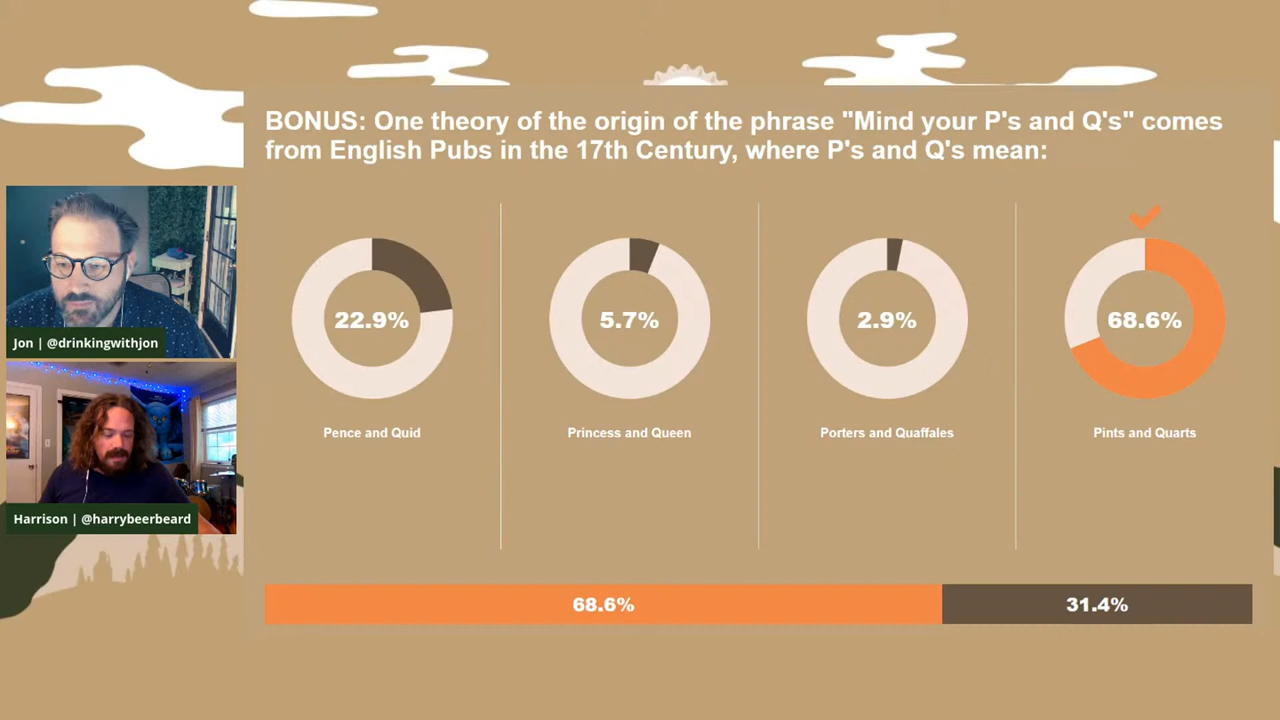 BONUS: One theory of the origin of the phrase "Mind your P's and Q's" comes
from English Pubs in the 17th Century, where P's and Q's mean:
22.9%
5.7%
2.9%
68.6%
Pence and Quid
Princess and Queen
Porters and Quaffales
Pints and Quarts
Jon | @drinkingwithjon
Harrison | @harrybeerbeard
68.6%
31.4%